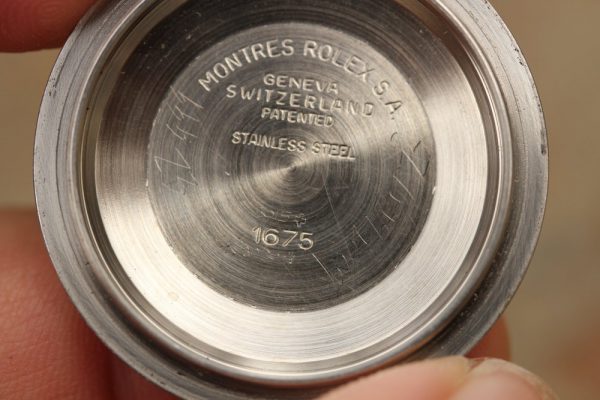 MONTRES ROLEX S.A.
GENEVA
SWITZERLAND
PATENTED
STAINLESS STEEL
1675